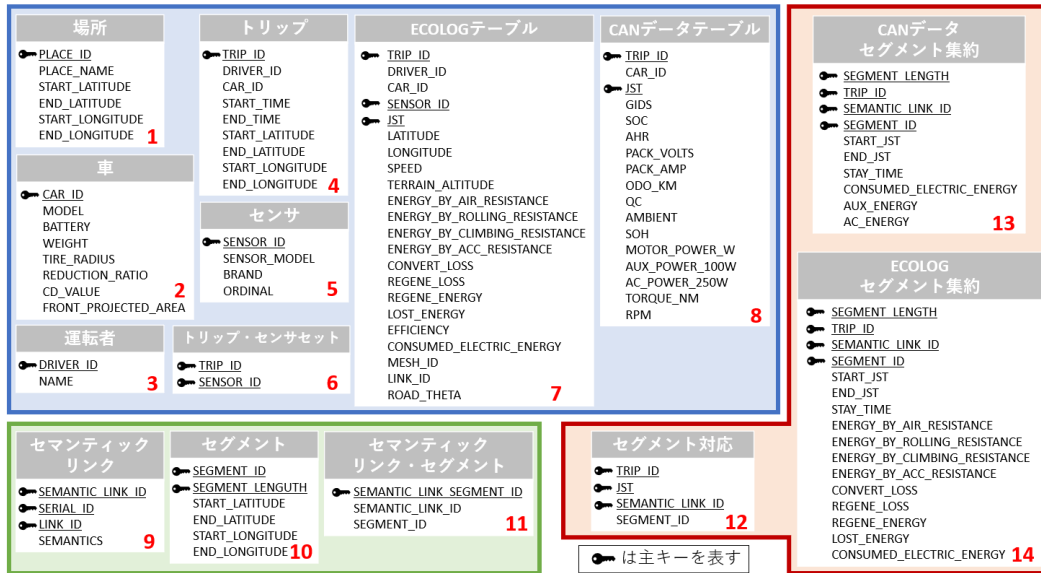 場所
PLACE_ID
PLACE_NAME
START_LATITUDE
END_LATITUDE
START_LONGITUDE
END_LONGITUDE
1
車
CAR_ID
MODEL
BATTERY
WEIGHT
TIRE_RADIUS
REDUCTION_RATIO
CD_VALUE
FRONT_PROJECTED_AREA
2
運転者
DRIVER_ID
NAME
3
トリップ
TRIP_ID
DRIVER_ID
CAR_ID
START_TIME
END_TIME
START_LATITUDE
END_LATITUDE
START_LONGITUDE
END_LONGITUDE
4
センサ
SENSOR_ID
SENSOR_MODEL
BRAND
ORDINAL
5
トリップ・センサセット
TRIP_ID
SENSOR_ID
6
ECOLOGテーブル
TRIP_ID
DRIVER_ID
CAR_ID
SENSOR_ID
JST
LATITUDE
LONGITUDE
SPEED
TERRAIN_ALTITUDE
ENERGY_BY_AIR_RESISTANCE
ENERGY_BY_ROLLING_RESISTANCE
ENERGY_BY_CLIMBING_RESISTANCE
ENERGY_BY_ACC_RESISTANCE
CONVERT_LOSS
REGENE_LOSS
REGENE_ENERGY
LOST_ENERGY
EFFICIENCY
CONSUMED_ELECTRIC_ENERGY
MESH_ID
LINK_ID
ROAD_THETA
7
CANデータテーブル
TRIP_ID
CAR_ID
JST
GIDS
SOC
AHR
PACK_VOLTS
PACK_AMP
ODO_KM
QC
AMBIENT
SOH
MOTOR_POWER_W
AUX_POWER_100W
AC_POWER_250W
TORQUE_NM
RPM
8
セマンティック
リンク
SEMANTIC_LINK_ID
SERIAL_ID
LINK_ID
SEMANTICS
9
セグメント
SEGMENT_ID
SEGMENT_LENGUTH
START_LATITUDE
END_LATITUDE
START_LONGITUDE
END_LONGITUDE
10
セマンティック
リンク・セグメント
SEMANTIC_LINK_SEGMENT_ID
SEMANTIC_LINK_ID
SEGMENT_ID
11
セグメント対応
TRIP_ID
JST
SEMANTIC_LINK_ID
SEGMENT_ID
12
は主キーを表す
CANデータ
セグメント集約
SEGMENT_LENGTH
TRIP_ID
SEMANTIC_LINK_ID
SEGMENT_ID
START_JST
END_JST
STAY_TIME
CONSUMED_ELECTRIC_ENERGY
AUX_ENERGY
AC_ENERGY
13
ECOLOG
セグメント集約
SEGMENT_LENGTH
TRIP_ID
SEMANTIC_LINK_ID
SEGMENT_ID
START_JST
END_JST
STAY_TIME
ENERGY_BY_AIR_RESISTANCE
ENERGY_BY_ROLLING_RESISTANCE
ENERGY_BY_CLIMBING_RESISTANCE
ENERGY_BY_ACC_RESISTANCE
CONVERT_LOSS
REGENE_LOSS
REGENE_ENERGY
LOST_ENERGY
CONSUMED_ELECTRIC_ENERGY
14